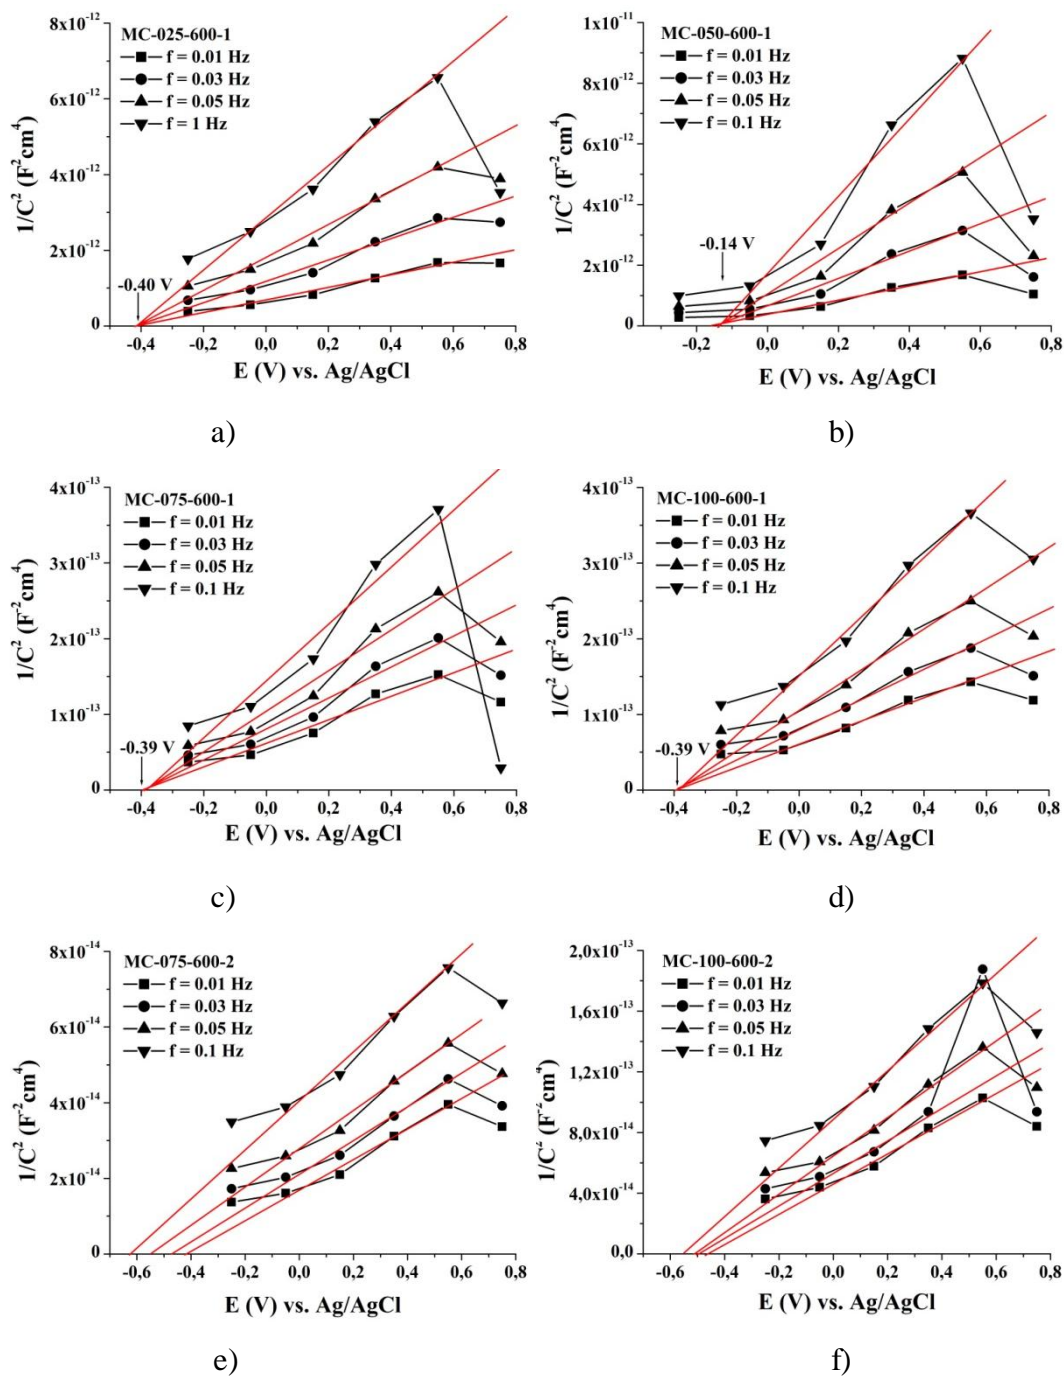 MC-025-600-1
f = 0.01 Hz
f = 0.03 Hz
f = 0.05 Hz
f = 1 Hz
8x10⁻¹²
6x10⁻¹²
4x10⁻¹²
2x10⁻¹²
0
1/C² (F⁻²cm⁴)
-0.40 V
-0,4 -0,2 0,0 0,2 0,4 0,6 0,8
E (V) vs. Ag/AgCl
a)
MC-050-600-1
f = 0.01 Hz
f = 0.03 Hz
f = 0.05 Hz
f = 0.1 Hz
1x10⁻¹¹
8x10⁻¹²
6x10⁻¹²
4x10⁻¹²
2x10⁻¹²
0
1/C² (F⁻²cm⁴)
-0.14 V
-0,2 0,0 0,2 0,4 0,6 0,8
E (V) vs. Ag/AgCl
b)
MC-075-600-1
f = 0.01 Hz
f = 0.03 Hz
f = 0.05 Hz
f = 0.1 Hz
4x10⁻¹³
3x10⁻¹³
2x10⁻¹³
1x10⁻¹³
0
1/C² (F⁻²cm⁴)
-0.39 V
-0,4 -0,2 0,0 0,2 0,4 0,6 0,8
E (V) vs. Ag/AgCl
c)
MC-100-600-1
f = 0.01 Hz
f = 0.03 Hz
f = 0.05 Hz
f = 0.1 Hz
4x10⁻¹³
3x10⁻¹³
2x10⁻¹³
1x10⁻¹³
0
1/C² (F⁻²cm⁴)
-0.39 V
-0,4 -0,2 0,0 0,2 0,4 0,6 0,8
E (V) vs. Ag/AgCl
d)
MC-075-600-2
f = 0.01 Hz
f = 0.03 Hz
f = 0.05 Hz
f = 0.1 Hz
8x10⁻¹⁴
6x10⁻¹⁴
4x10⁻¹⁴
2x10⁻¹⁴
0
1/C² (F⁻²cm⁴)
-0,6 -0,4 -0,2 0,0 0,2 0,4 0,6 0,8
E (V) vs. Ag/AgCl
e)
MC-100-600-2
f = 0.01 Hz
f = 0.03 Hz
f = 0.05 Hz
f = 0.1 Hz
2,0x10⁻¹³
1,6x10⁻¹³
1,2x10⁻¹³
8,0x10⁻¹⁴
4,0x10⁻¹⁴
0,0
1/C² (F⁻²cm⁴)
-0,6 -0,4 -0,2 0,0 0,2 0,4 0,6 0,8
E (V) vs. Ag/AgCl
f)